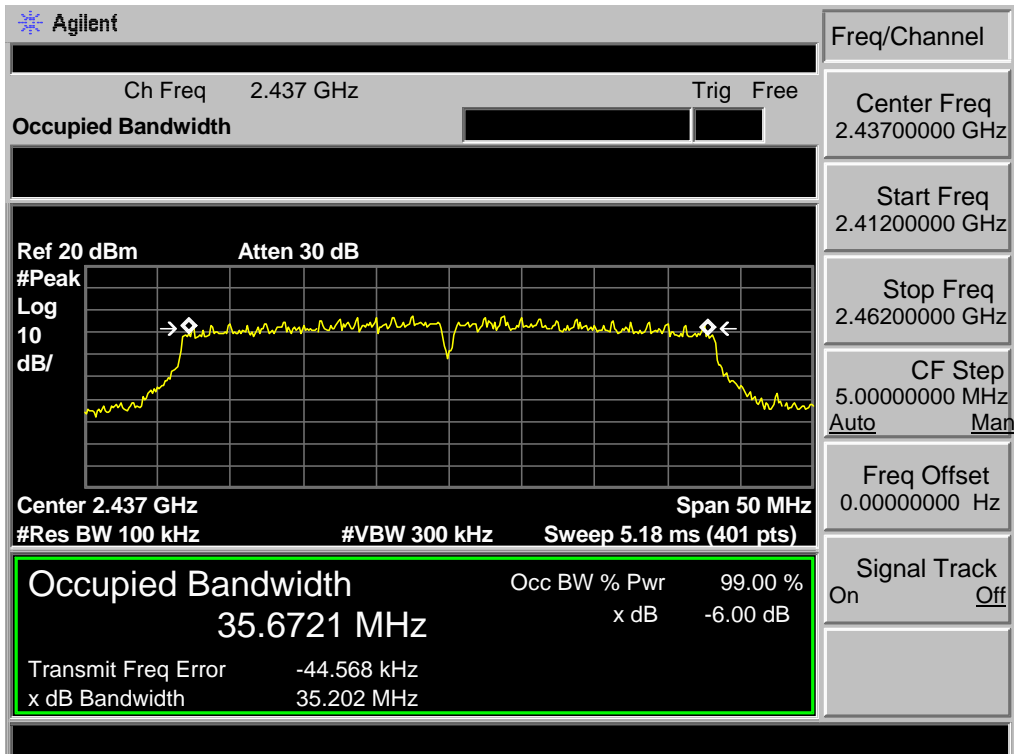 Agilent
Freq/Channel
Ch Freq 2.437 GHz Trig Free
Occupied Bandwidth
Center Freq
2.43700000 GHz
Start Freq
2.41200000 GHz
Stop Freq
2.46200000 GHz
CF Step
5.00000000 MHz
Auto Man
Freq Offset
0.00000000 Hz
Signal Track
On Off
Ref 20 dBm Atten 30 dB
#Peak
Log
10
dB/
Center 2.437 GHz Span 50 MHz
#Res BW 100 kHz #VBW 300 kHz Sweep 5.18 ms (401 pts)
Occupied Bandwidth
35.6721 MHz
Occ BW % Pwr 99.00 %
x dB -6.00 dB
Transmit Freq Error -44.568 kHz
x dB Bandwidth 35.202 MHz